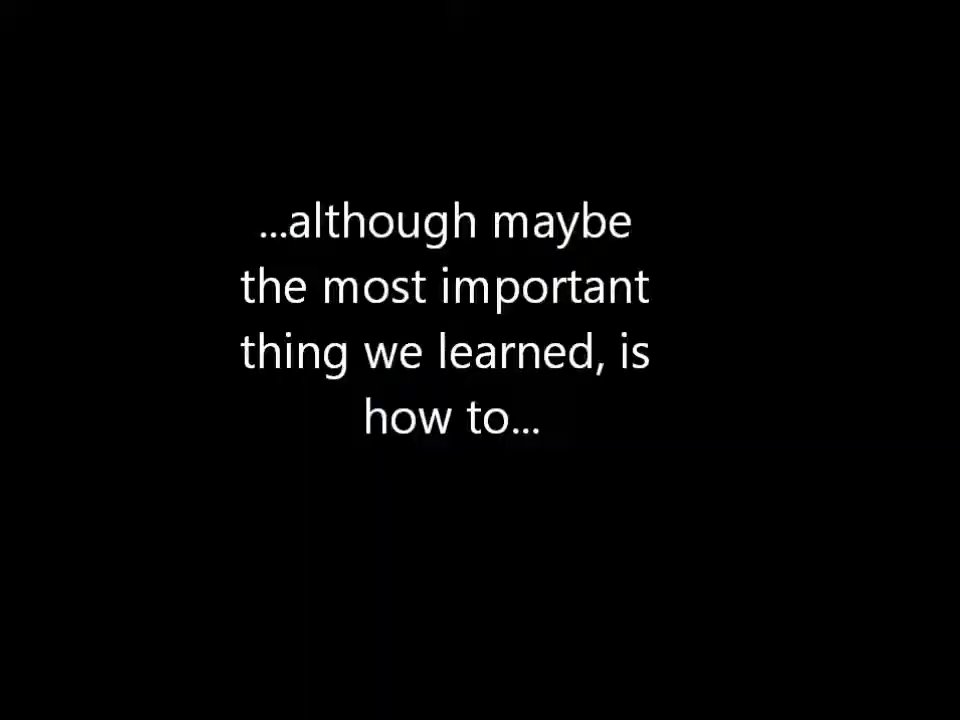 ...although maybe
the most important
thing we learned, is
how to...